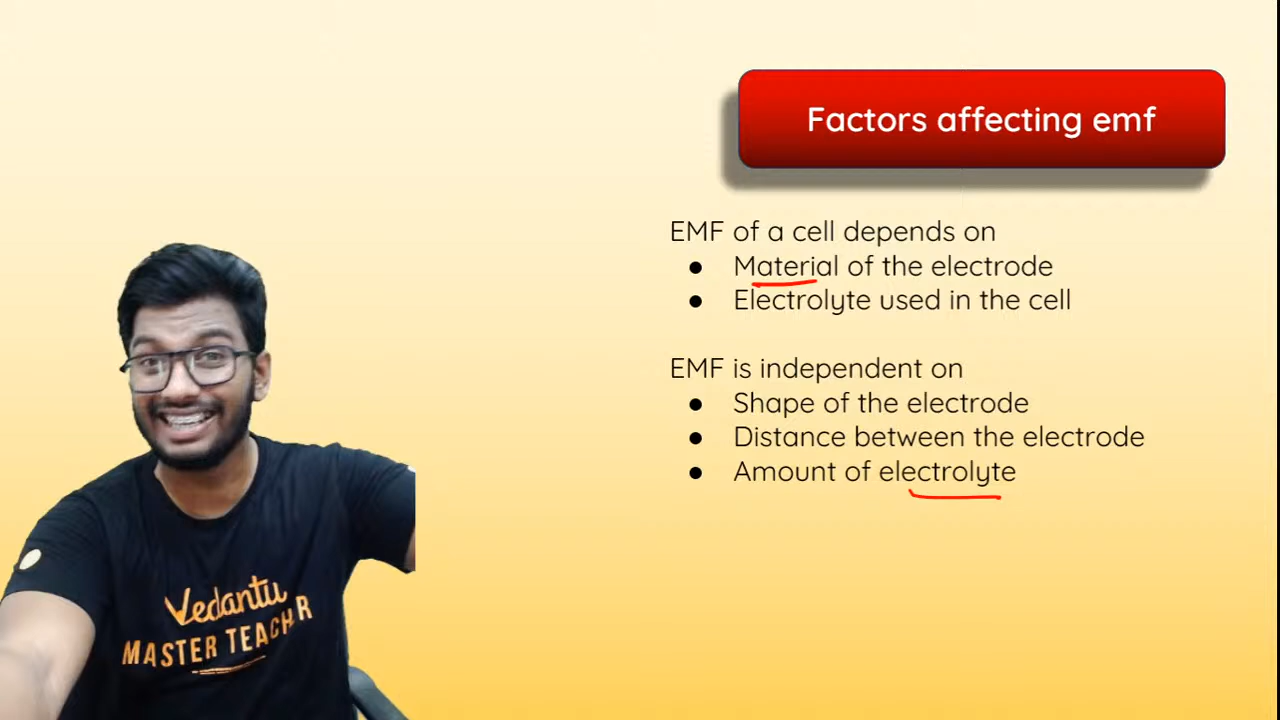 Factors affecting emf
EMF of a cell depends on
● Material of the electrode
● Electrolyte used in the cell
EMF is independent on
● Shape of the electrode
● Distance between the electrode
● Amount of electrolyte
Vedantu
MASTER TEACHER